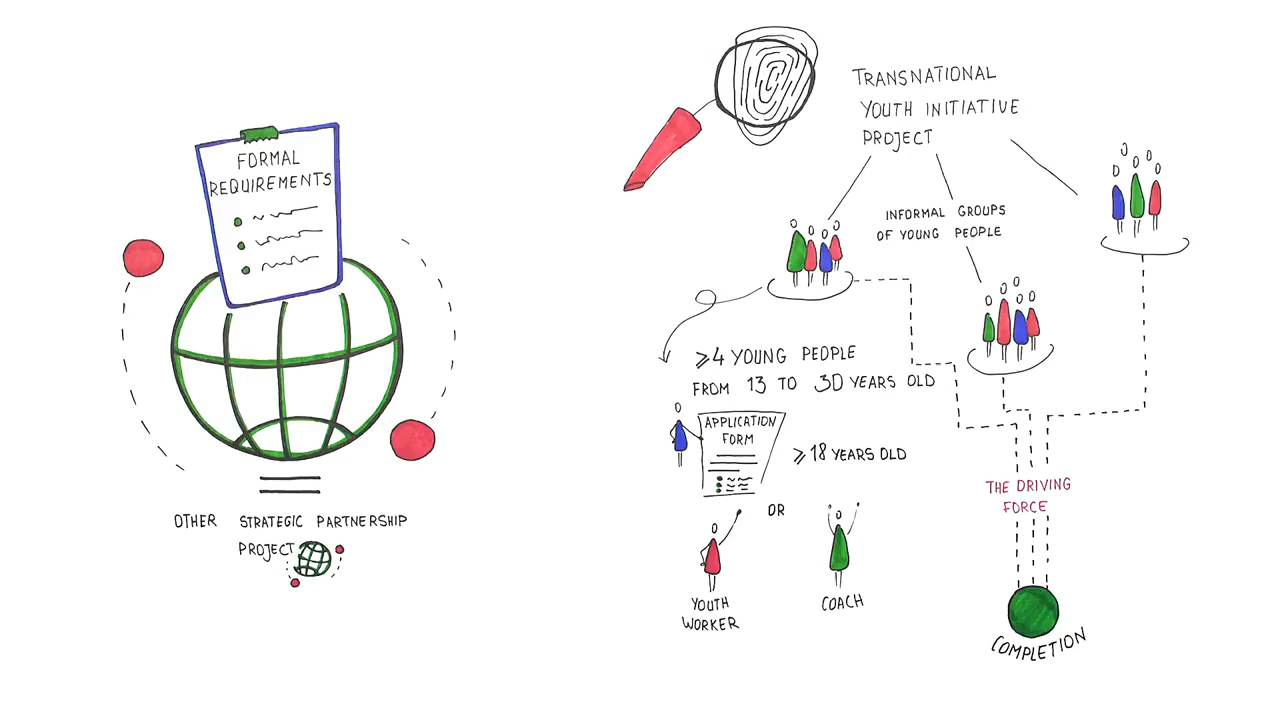 FORMAL
REQUIREMENTS
OTHER STRATEGIC PARTNERSHIP
PROJECT
TRANSNATIONAL
YOUTH INITIATIVE
PROJECT
INFORMAL GROUPS
OF YOUNG PEOPLE
≥4 YOUNG PEOPLE
FROM 13 TO 30 YEARS OLD
APPLICATION
FORM
≥18 YEARS OLD
OR
YOUTH
WORKER
COACH
THE DRIVING
FORCE
COMPLETION